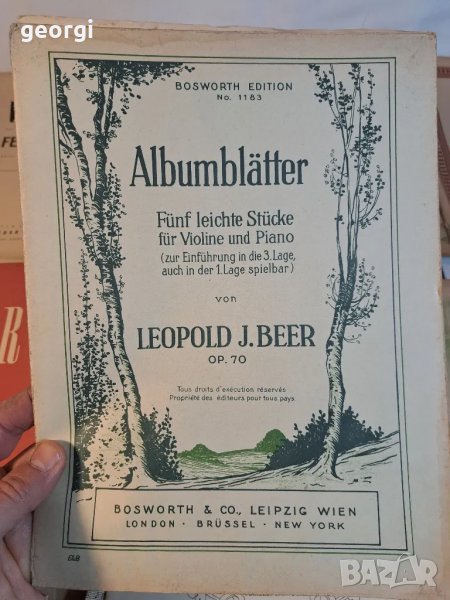 georgi
BOSWORTH EDITION
No. 1183
Albumblätter
Fünf leichte Stücke
für Violine und Piano
(zur Einführung in die 3. Lage,
auch in der 1. Lage spielbar)
von
LEOPOLD J. BEER
OP. 70
Tous droits d'exécution réservés
Propriété des éditeurs pour tous pays.
BOSWORTH & CO., LEIPZIG WIEN
LONDON · BRÜSSEL · NEW YORK
BAZAR